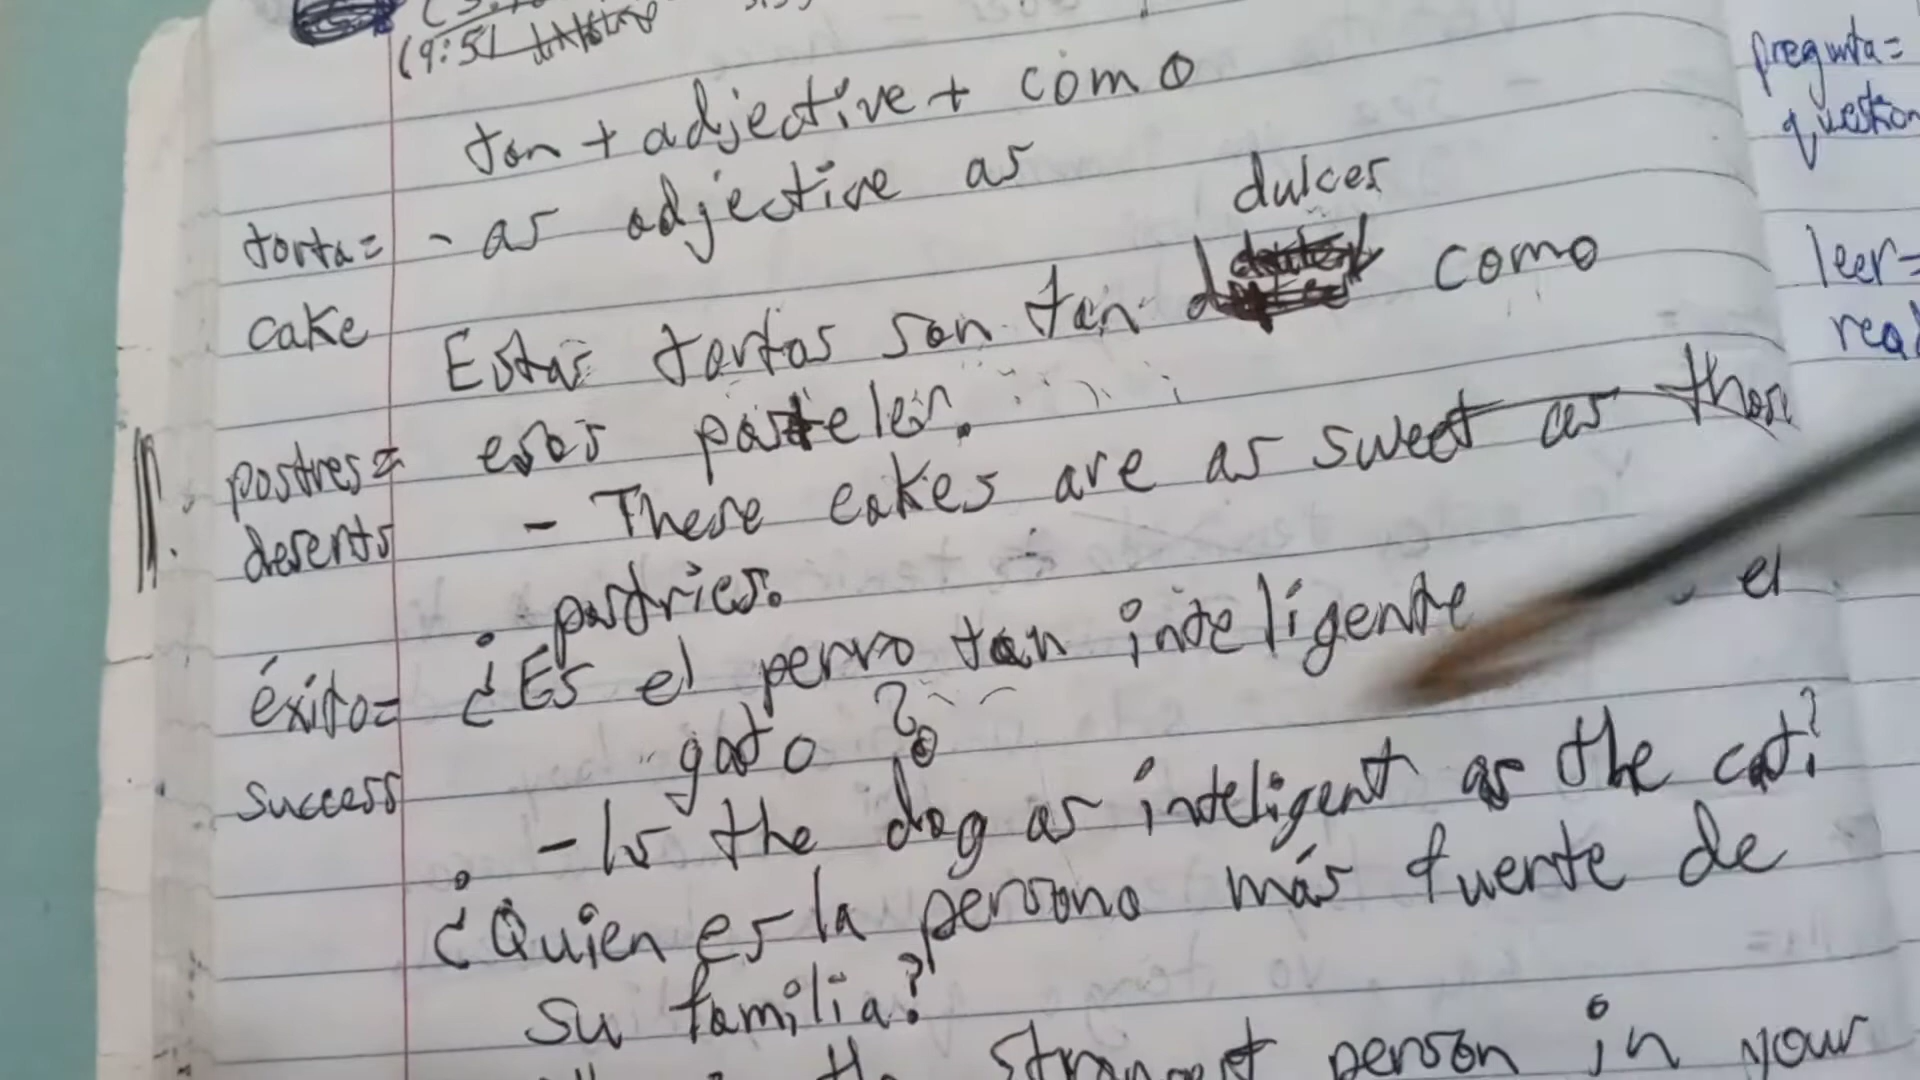 (9:51
tan + adjective + como
- as adjective as
torta =
cake
dulces
Estas tortas son tan como
esos pasteles.
- These cakes are as sweet as those
pastries.
postres =
deserts
¿Es el perro tan inteligente el
gato?
- Is the dog as inteligent as the cat?
éxito =
success
¿Quien es la persona más fuerte de
su familia?
the strongest person in your
pregunta =
question
leer =